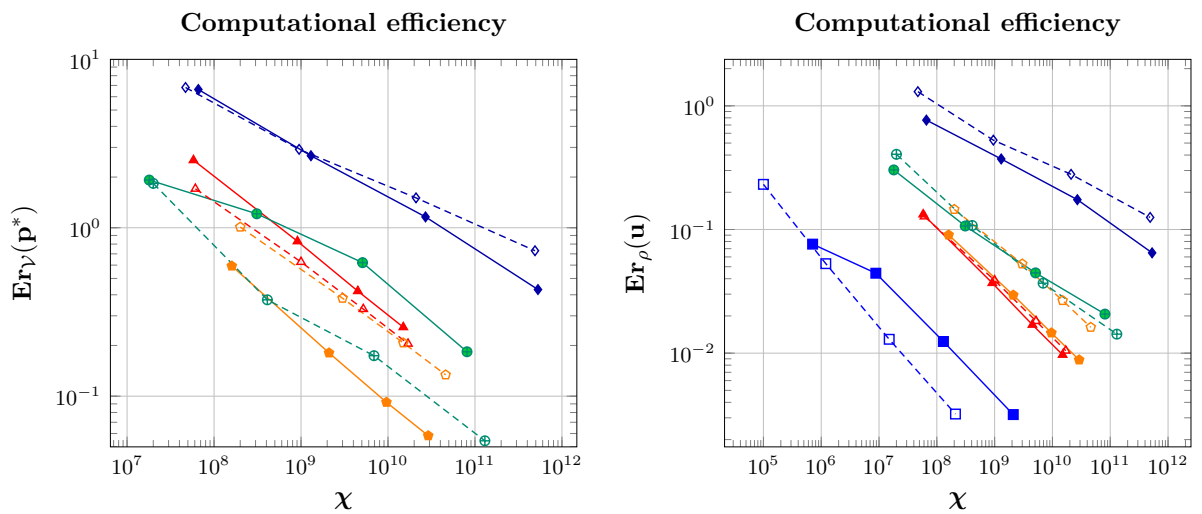 Computational efficiency
10^1
10^0
10^{-1}
Er_𝒱(p*)
10^7 10^8 10^9 10^10 10^11 10^12
χ
Computational efficiency
10^0
10^{-1}
10^{-2}
Er_ρ(u)
10^5 10^6 10^7 10^8 10^9 10^10 10^11 10^12
χ